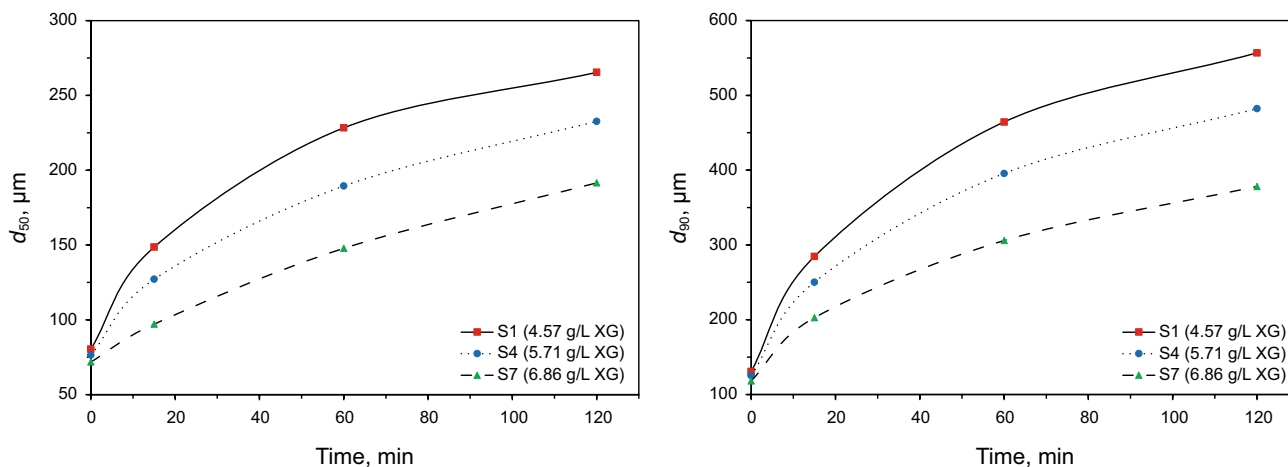 300
250
200
150
100
50
d50, µm
0
20
40
60
80
100
120
Time, min
S1 (4.57 g/L XG)
S4 (5.71 g/L XG)
S7 (6.86 g/L XG)
600
500
400
300
200
100
d90, µm
0
20
40
60
80
100
120
Time, min
S1 (4.57 g/L XG)
S4 (5.71 g/L XG)
S7 (6.86 g/L XG)